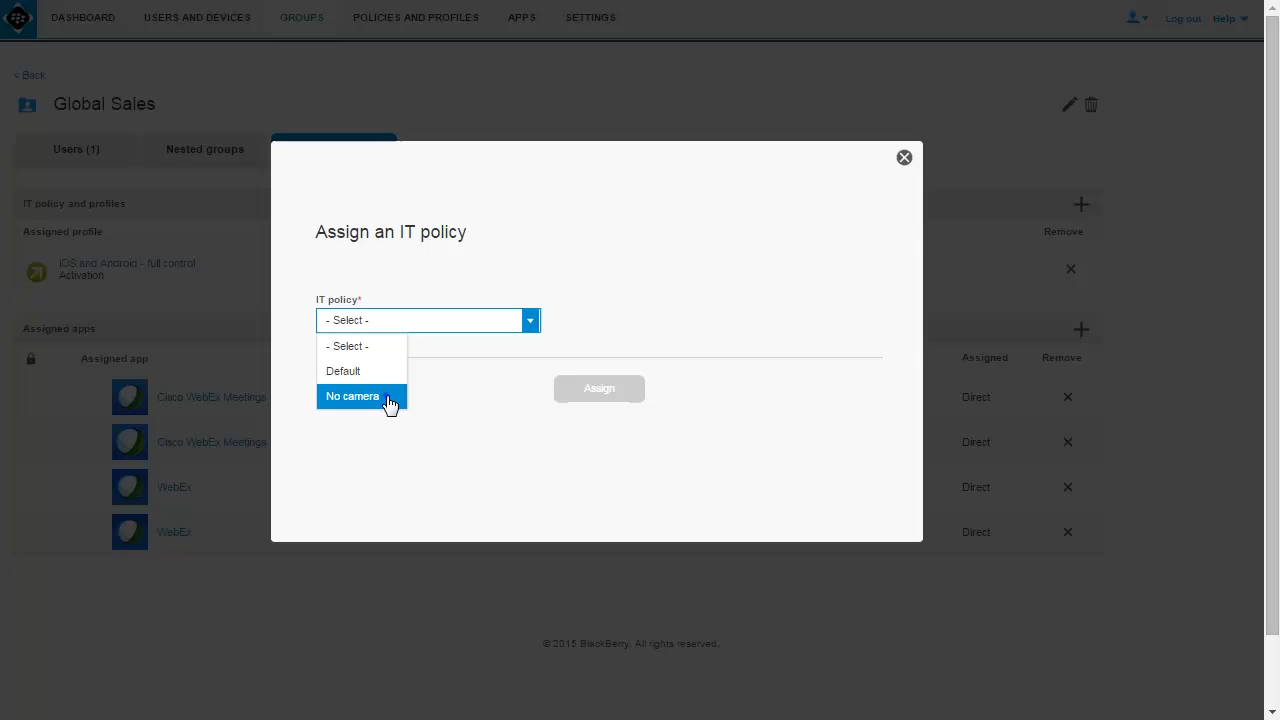 DASHBOARD USERS AND DEVICES GROUPS POLICIES AND PROFILES APPS SETTINGS Log out Help
< Back
Global Sales
Users (1) Nested groups
IT policy and profiles
Assigned profile Remove
iOS and Android - full control
Activation
Assigned apps
Assigned app Assigned Remove
Cisco WebEx Meetings Direct
Cisco WebEx Meetings Direct
WebEx Direct
WebEx Direct
Assign an IT policy
IT policy*
- Select -
- Select -
Default
No camera
Assign
© 2015 BlackBerry. All rights reserved.